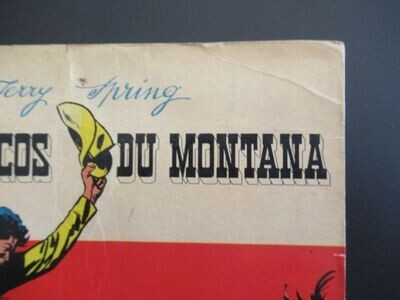 Jerry Spring
COS DU MONTANA